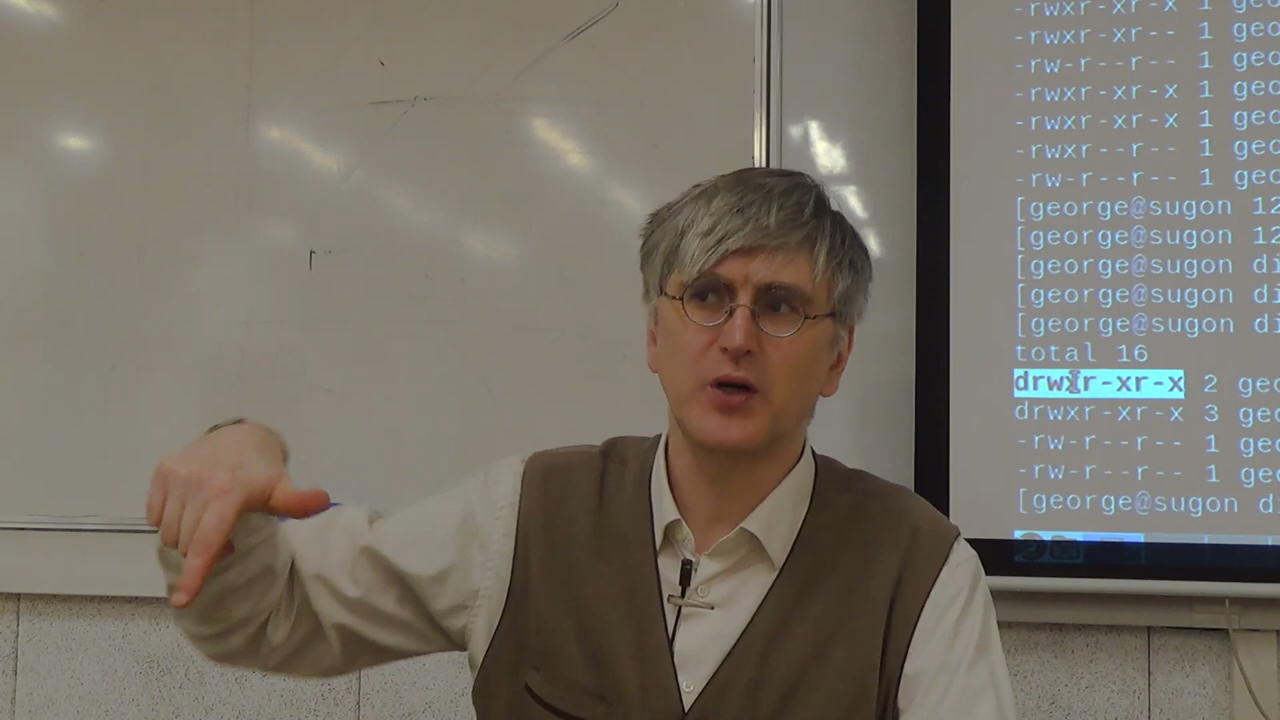 -rwxr-xr-x 1 geo
-rwxr-xr-- 1 geo
-rw-r--r-- 1 geo
-rwxr-xr-x 1 geo
-rwxr-xr-x 1 geo
-rwxr--r-- 1 geo
-rw-r--r-- 1 geo
[george@sugon 12
[george@sugon 12
[george@sugon di
[george@sugon di
[george@sugon di
total 16
drwxr-xr-x 2 geo
drwxr-xr-x 3 geo
-rw-r--r-- 1 geo
-rw-r--r-- 1 geo
[george@sugon d